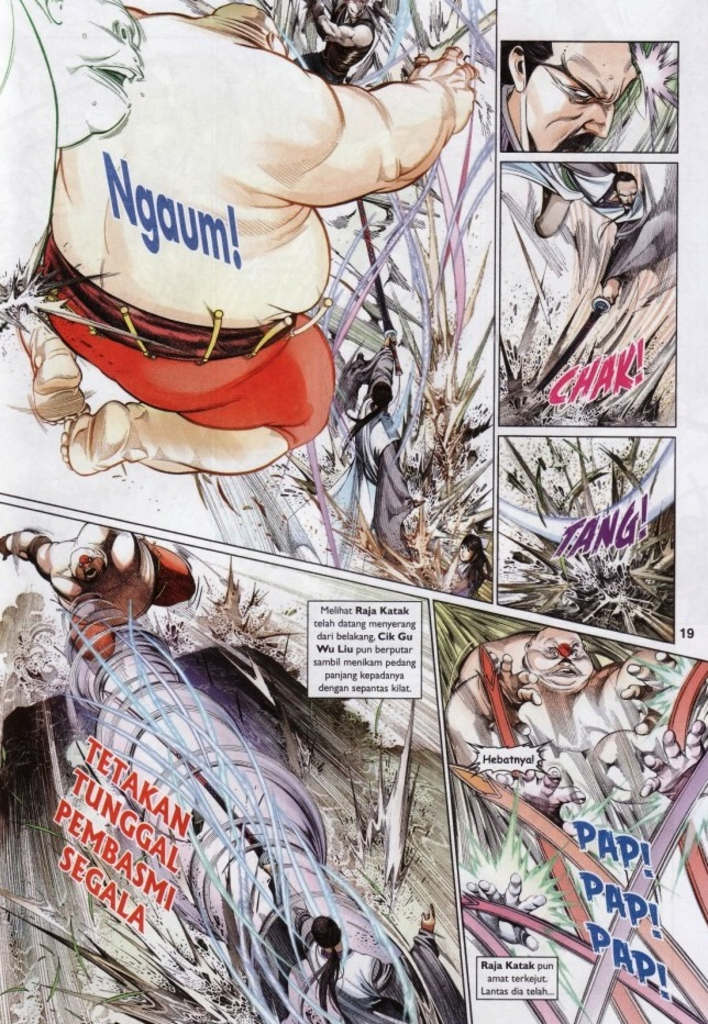 Ngaum!
CHAK!
TANG!
19
Melihat Raja Katak
telah datang menyerang
dari belakang, Cik Gu
Wu Liu pun berputar
sambil menikam pedang
panjang kepadanya
dengan sepantas kilat.
TETAKAN
TUNGGAL
PEMBASMI
SEGALA
Hebatnya!
PAP!
PAP!
PAP!
Raja Katak pun
amat terkejut.
Lantas dia telah...